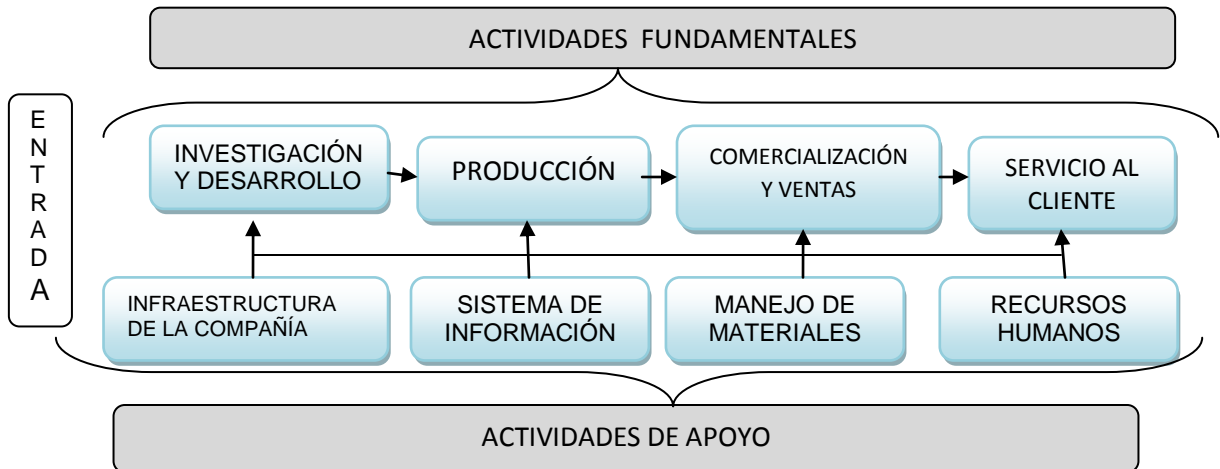 ACTIVIDADES FUNDAMENTALES
E
N
T
R
A
D
A
INVESTIGACIÓN
Y DESARROLLO
PRODUCCIÓN
COMERCIALIZACIÓN
Y VENTAS
SERVICIO AL
CLIENTE
INFRAESTRUCTURA
DE LA COMPAÑÍA
SISTEMA DE
INFORMACIÓN
MANEJO DE
MATERIALES
RECURSOS
HUMANOS
ACTIVIDADES DE APOYO